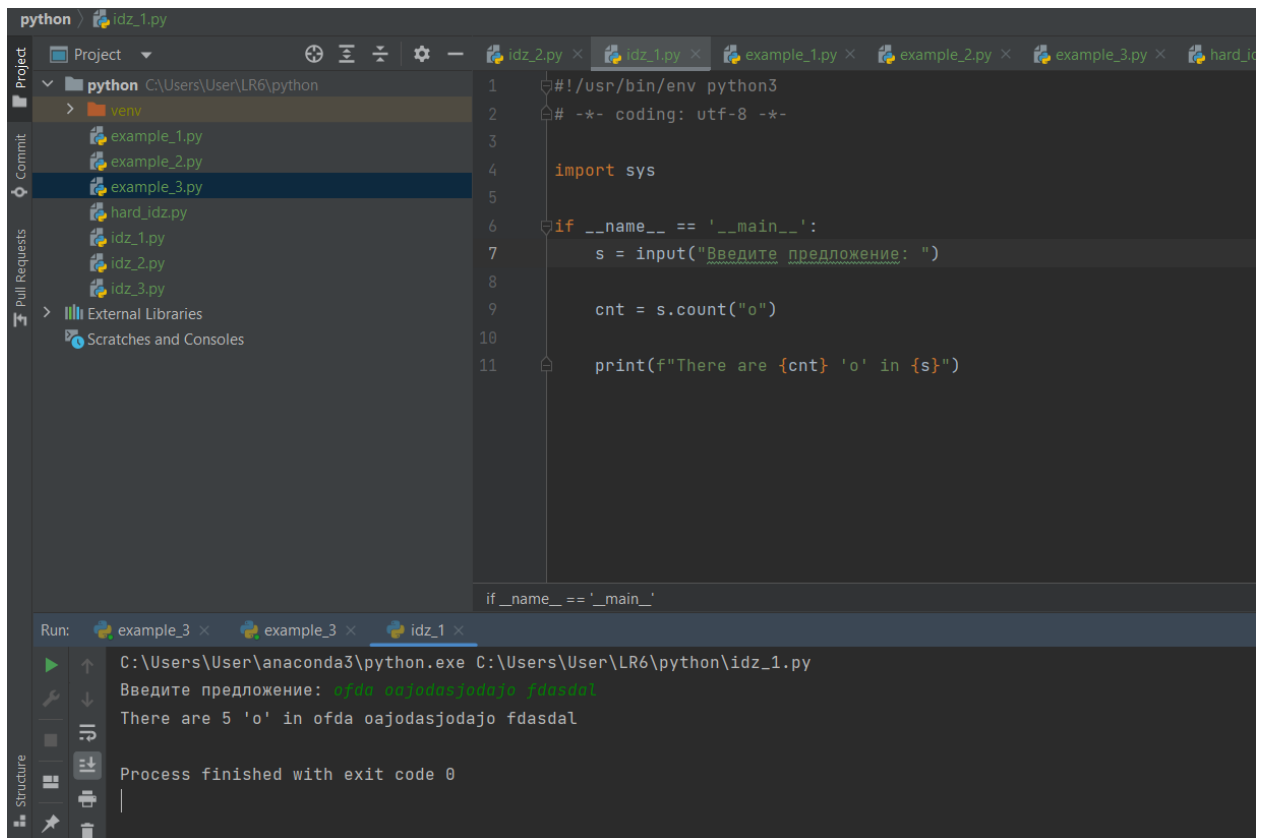 python › idz_1.py
Project
Project
python C:\Users\User\LR6\python
venv
example_1.py
example_2.py
example_3.py
hard_idz.py
idz_1.py
idz_2.py
idz_3.py
External Libraries
Scratches and Consoles
Commit
Pull Requests
Structure
idz_2.py × idz_1.py × example_1.py × example_2.py × example_3.py × hard_id
1 #!/usr/bin/env python3
2 # -*- coding: utf-8 -*-
3
4 import sys
5
6 if __name__ == '__main__':
7 s = input("Введите предложение: ")
8
9 cnt = s.count("o")
10
11 print(f"There are {cnt} 'o' in {s}")
if __name__ == '__main__'
Run: example_3 × example_3 × idz_1 ×
C:\Users\User\anaconda3\python.exe C:\Users\User\LR6\python\idz_1.py
Введите предложение: ofda oajodasjodajo fdasdal
There are 5 'o' in ofda oajodasjodajo fdasdal
Process finished with exit code 0